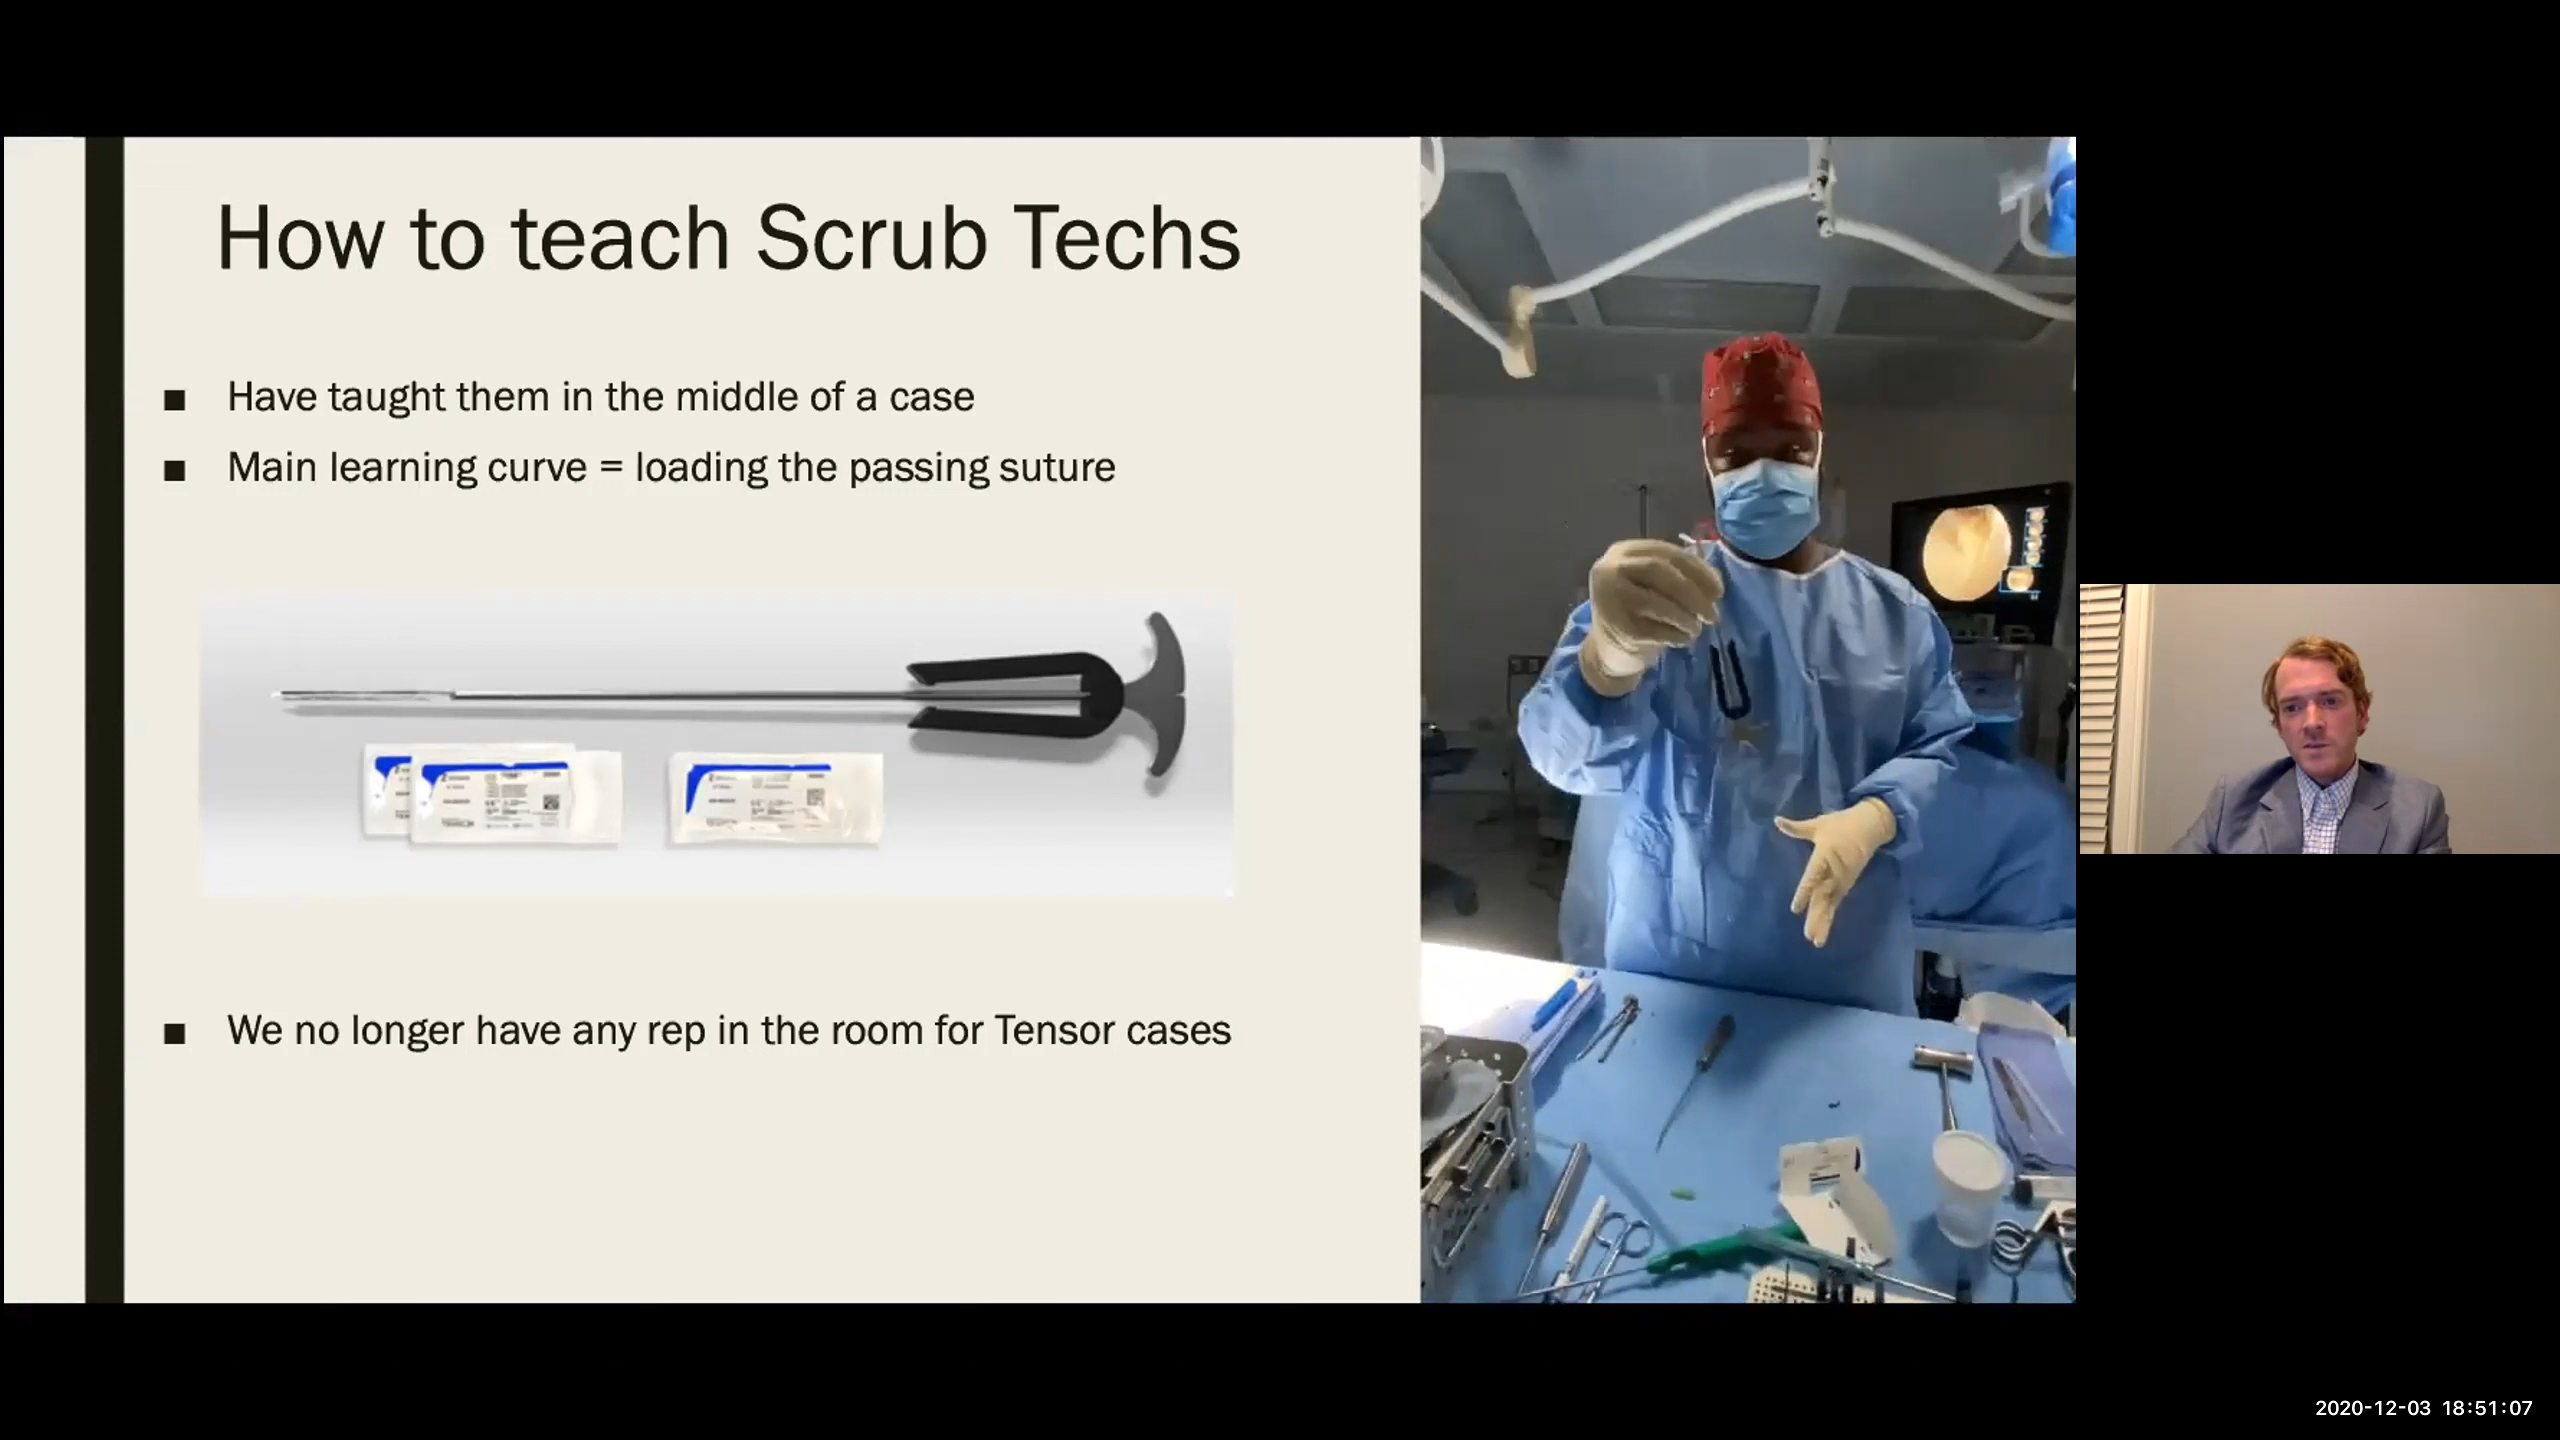 How to teach Scrub Techs
■ Have taught them in the middle of a case
■ Main learning curve = loading the passing suture
■ We no longer have any rep in the room for Tensor cases
2020-12-03 18:51:07